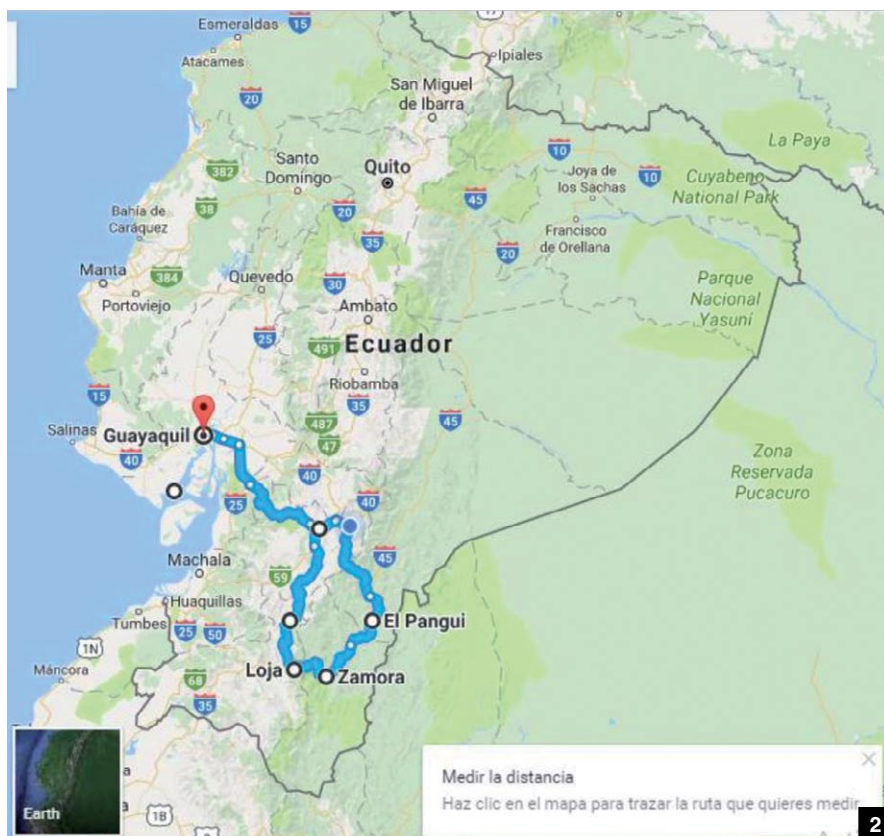 Esmeraldas
15
17
Ipiales
Atacames
San Miguel
de Ibarra
20
La Paya
382
Santo
Domingo
Quito
10
Joya de
los Sachas
10
Cuyabeno
National Park
38
20
45
Bahía de
Caráquez
35
Francisco
de Orellana
20
Manta
384
Quevedo
30
Parque
Nacional
Yasuní
Portoviejo
Ambato
25
491
Ecuador
15
Riobamba
35
Salinas
Guayaquil
487
45
47
40
40
Zona
Reservada
Pucacuro
25
40
Machala
45
59
Huaquillas
Tumbes
25
50
El Pangui
1N
Loja
Zamora
Máncora
68
35
Earth
1B
Medir la distancia
Haz clic en el mapa para trazar la ruta que quieres medir
2